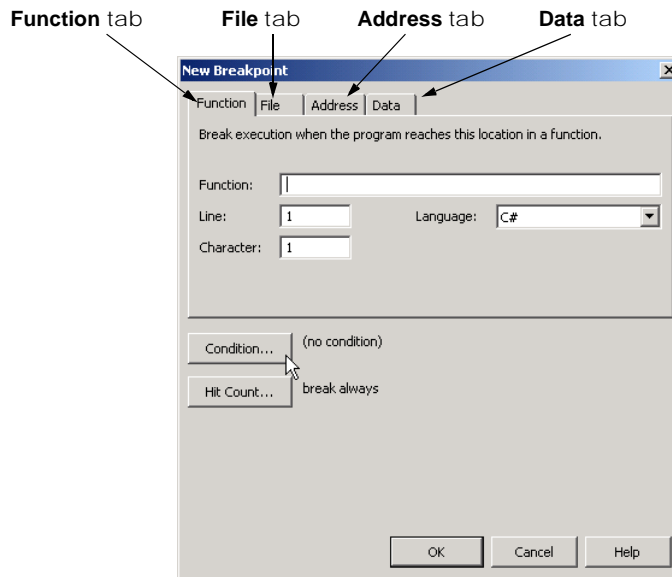 Function tab File tab Address tab Data tab
New Breakpoint
Function File Address Data
Break execution when the program reaches this location in a function.
Function:
Line: 1 Language: C#
Character: 1
Condition... (no condition)
Hit Count... break always
OK Cancel Help